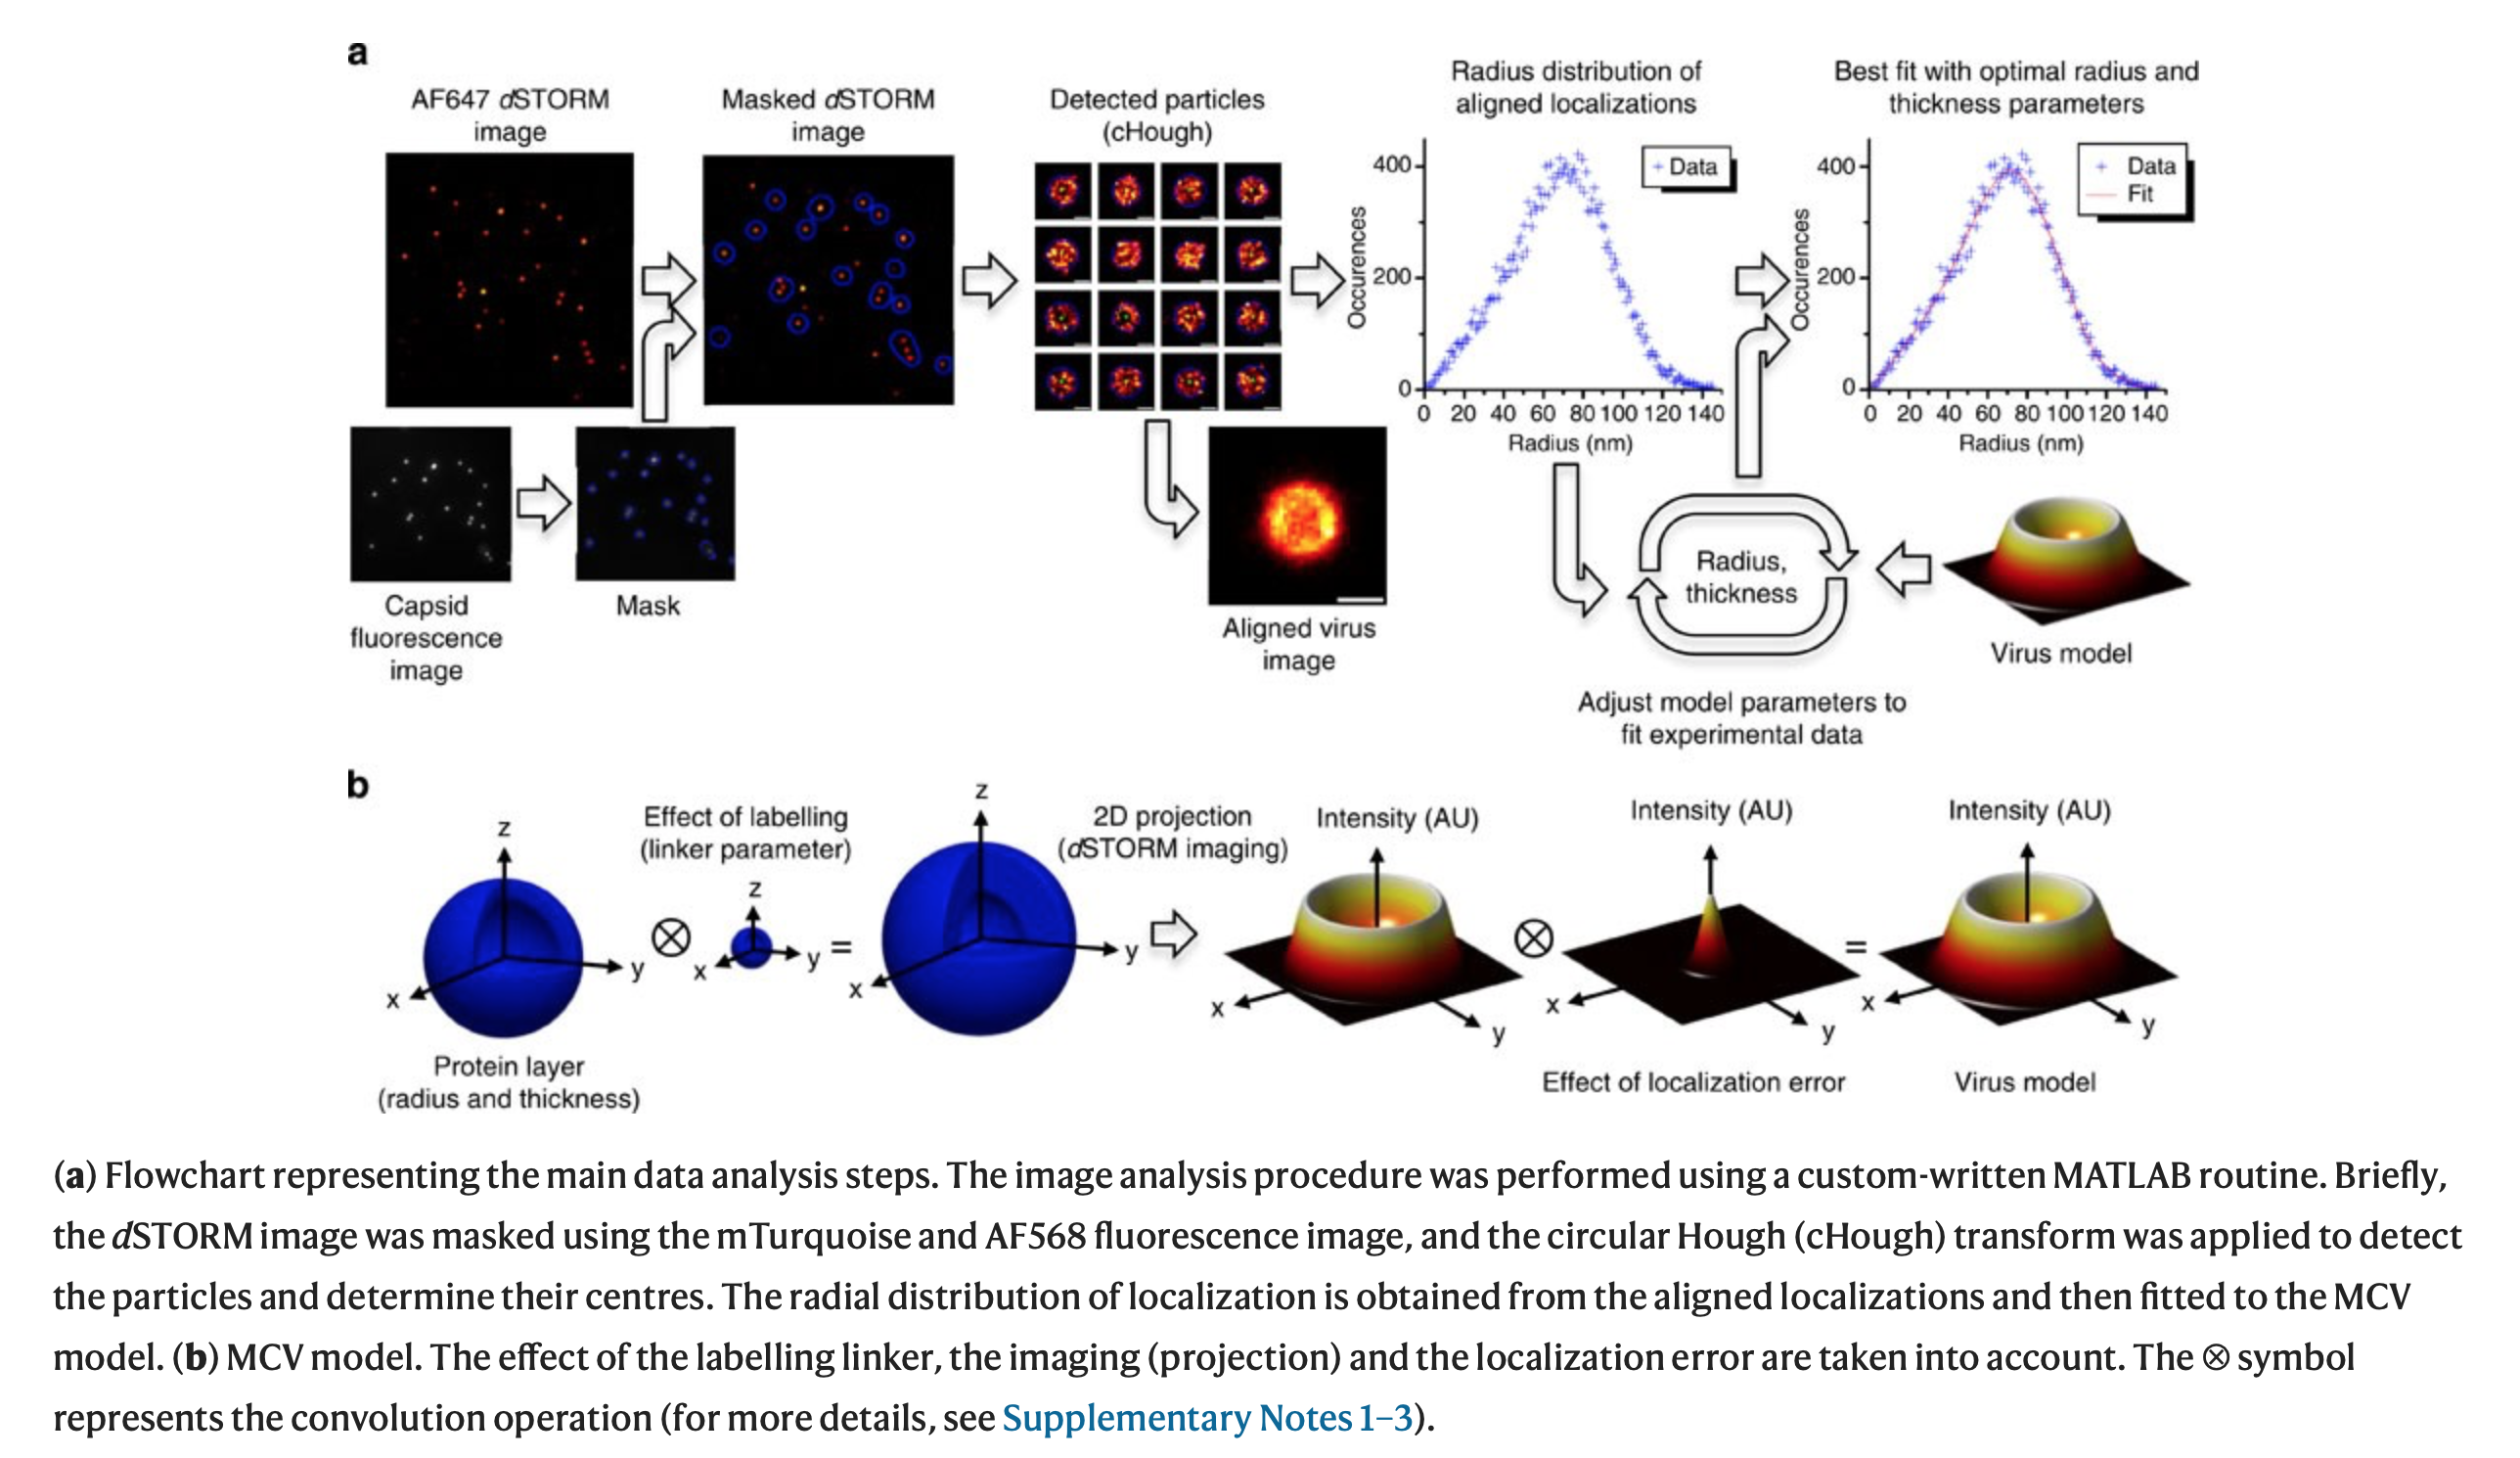 a
AF647 dSTORM
image
Masked dSTORM
image
Detected particles
(cHough)
Radius distribution of
aligned localizations
Best fit with optimal radius and
thickness parameters
400
200
0
Occurences
Data
0 20 40 60 80 100 120 140
Radius (nm)
400
200
0
Occurences
Data
Fit
0 20 40 60 80 100 120 140
Radius (nm)
Capsid
fluorescence
image
Mask
Aligned virus
image
Radius,
thickness
Virus model
Adjust model parameters to
fit experimental data
b
z
y
x
Protein layer
(radius and thickness)
Effect of labelling
(linker parameter)
⊗
z
y
x
=
z
y
x
2D projection
(dSTORM imaging)
Intensity (AU)
x
y
⊗
Intensity (AU)
x
y
Effect of localization error
=
Intensity (AU)
x
y
Virus model
(a) Flowchart representing the main data analysis steps. The image analysis procedure was performed using a custom-written MATLAB routine. Briefly,
the dSTORM image was masked using the mTurquoise and AF568 fluorescence image, and the circular Hough (cHough) transform was applied to detect
the particles and determine their centres. The radial distribution of localization is obtained from the aligned localizations and then fitted to the MCV
model. (b) MCV model. The effect of the labelling linker, the imaging (projection) and the localization error are taken into account. The ⊗ symbol
represents the convolution operation (for more details, see Supplementary Notes 1–3).